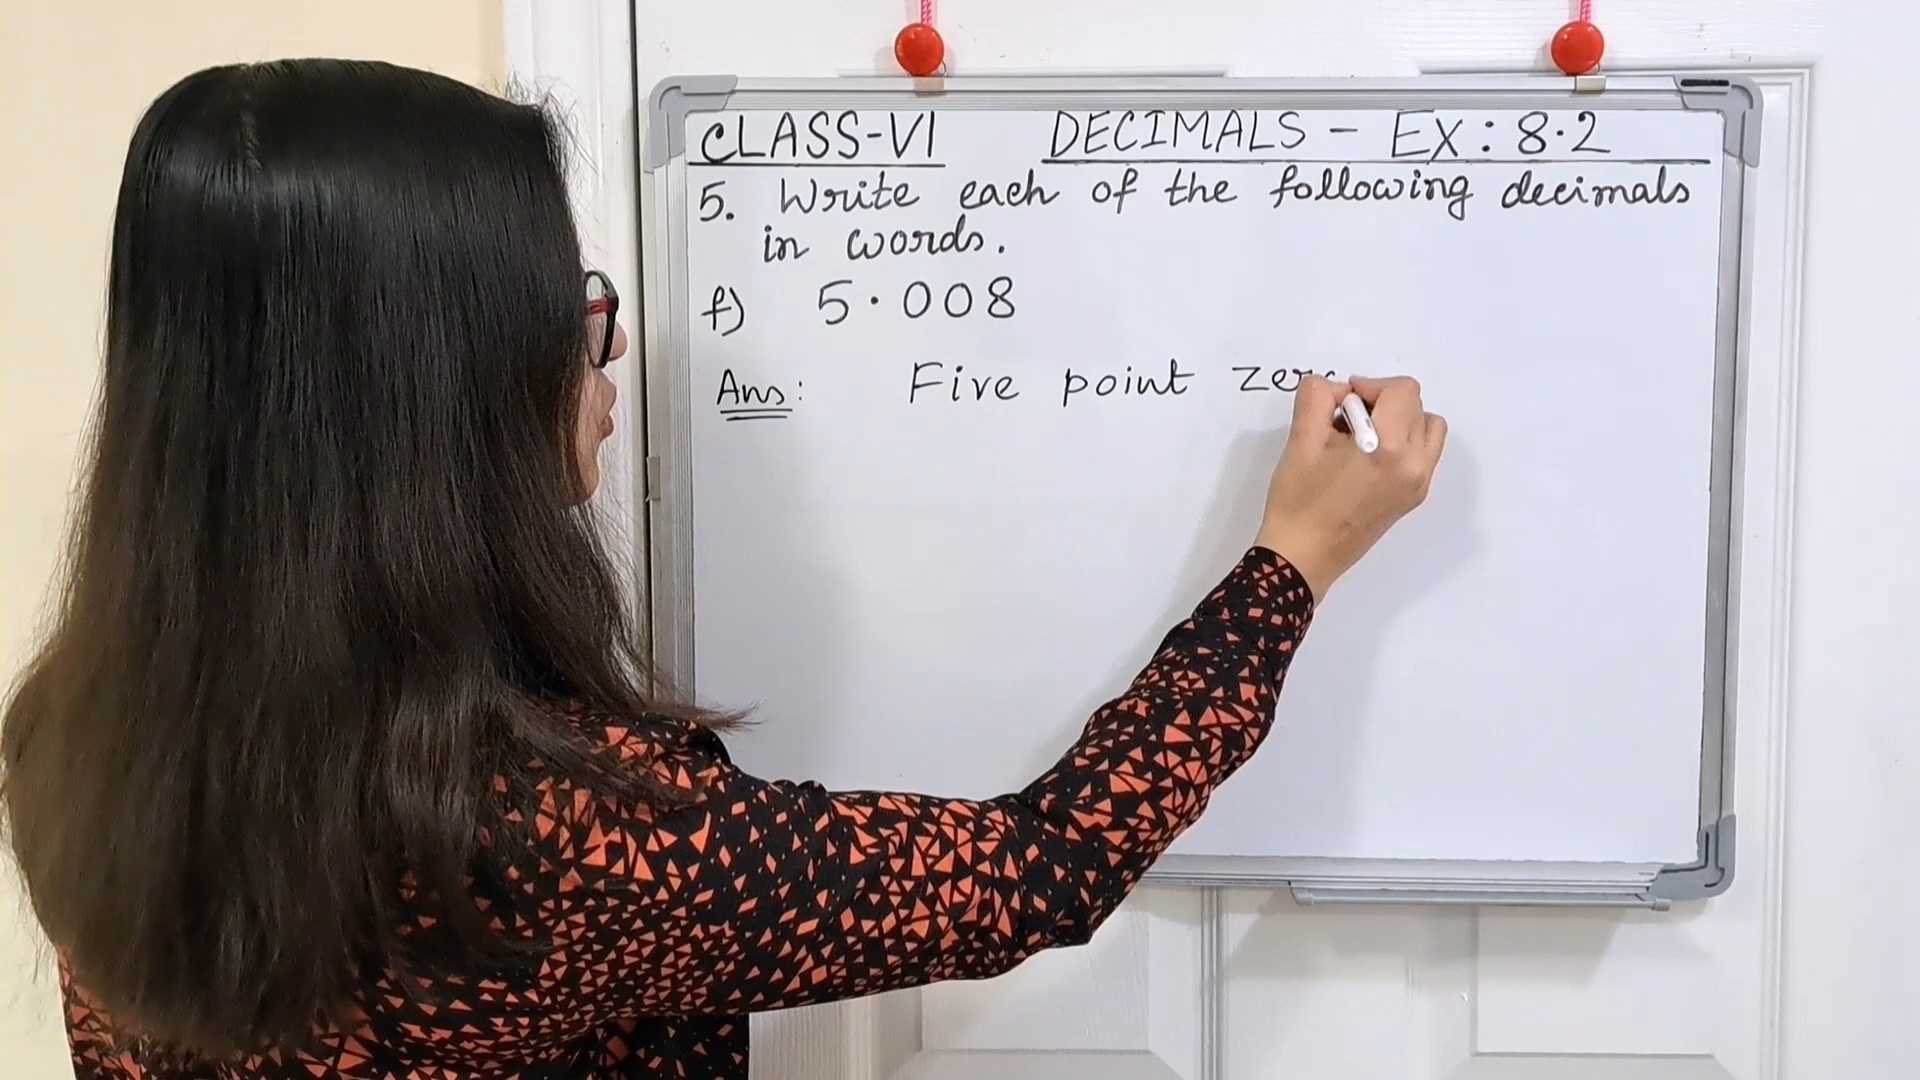 CLASS-VI DECIMALS - EX: 8.2
5. Write each of the following decimals
in words.
f) 5.008
Ans: Five point zero